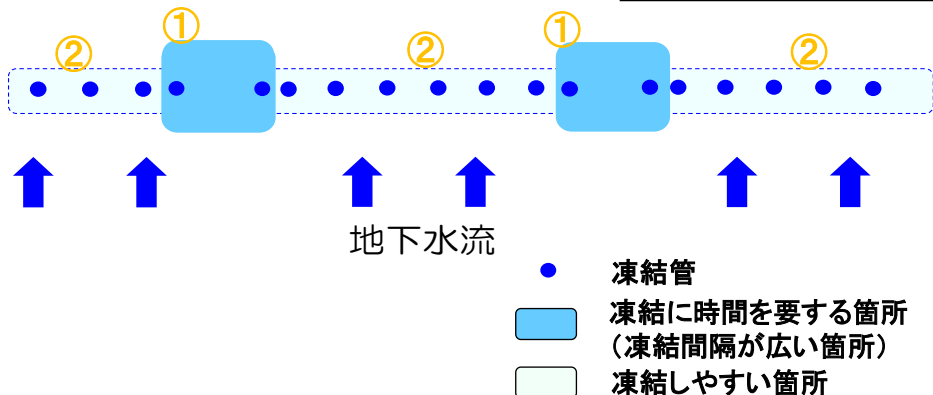 ① ①
② ② ②
地下水流
凍結管
凍結に時間を要する箇所
（凍結間隔が広い箇所）
凍結しやすい箇所